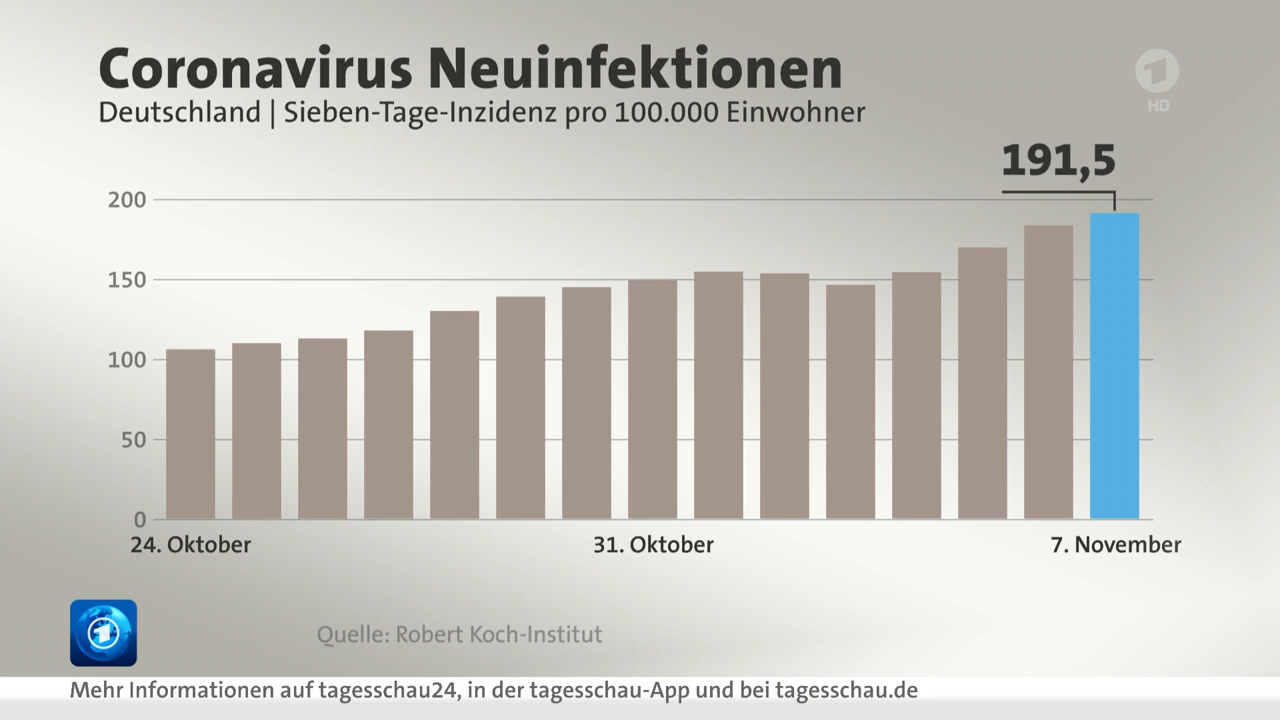 Coronavirus Neuinfektionen
Deutschland | Sieben-Tage-Inzidenz pro 100.000 Einwohner
1
HD
191,5
200
150
100
50
0
24. Oktober
31. Oktober
7. November
1
Quelle: Robert Koch-Institut
Mehr Informationen auf tagesschau24, in der tagesschau-App und bei tagesschau.de